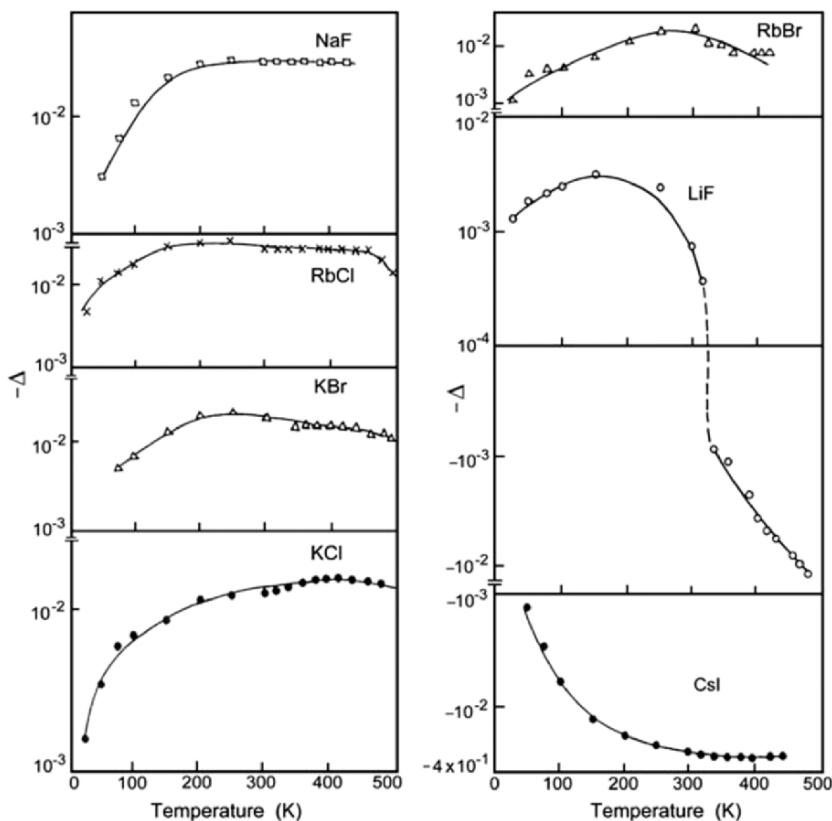 NaF
10⁻²
10⁻³
RbCl
10⁻²
10⁻³
KBr
10⁻²
10⁻³
KCl
10⁻²
10⁻³
−Δ
0 100 200 300 400 500
Temperature (K)
RbBr
10⁻²
10⁻³
10⁻²
LiF
10⁻³
10⁻⁴
−Δ
−10⁻³
−10⁻²
−10⁻³
CsI
−10⁻²
−4×10⁻¹
0 100 200 300 400 500
Temperature (K)